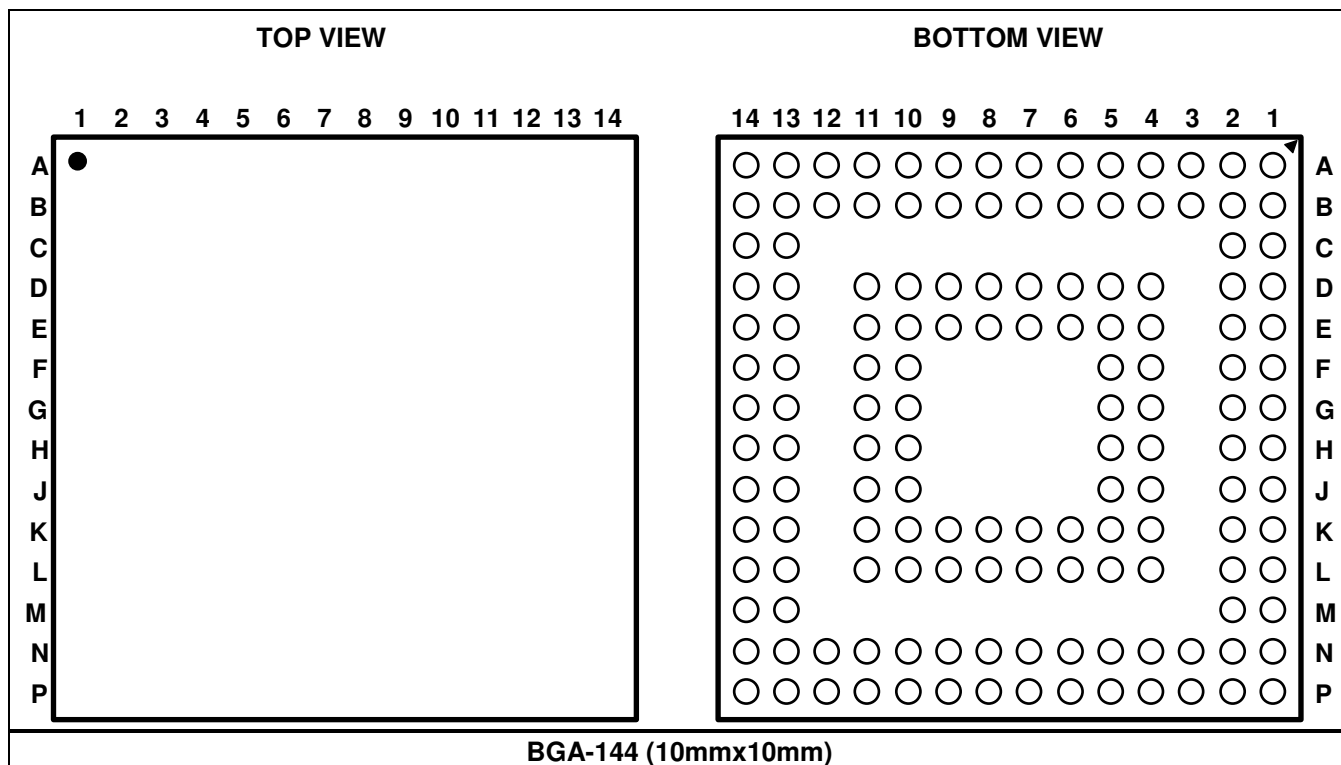 TOP VIEW BOTTOM VIEW
1 2 3 4 5 6 7 8 9 10 11 12 13 14 14 13 12 11 10 9 8 7 6 5 4 3 2 1
A A
B B
C C
D D
E E
F F
G G
H H
J J
K K
L L
M M
N N
P P
BGA-144 (10mmx10mm)